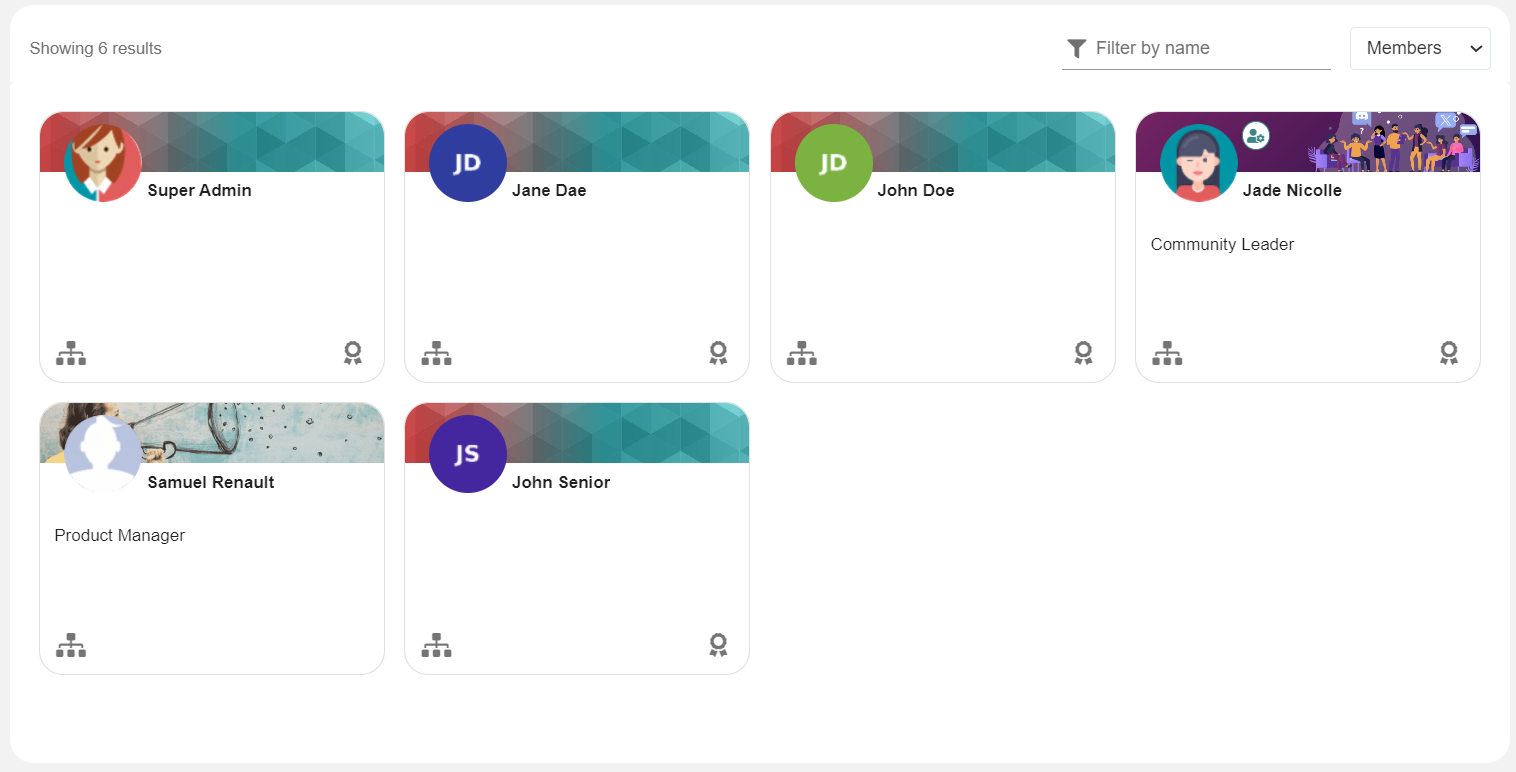 Showing 6 results
Filter by name
Members
Super Admin
JD
Jane Dae
JD
John Doe
Jade Nicolle
Community Leader
Samuel Renault
Product Manager
JS
John Senior